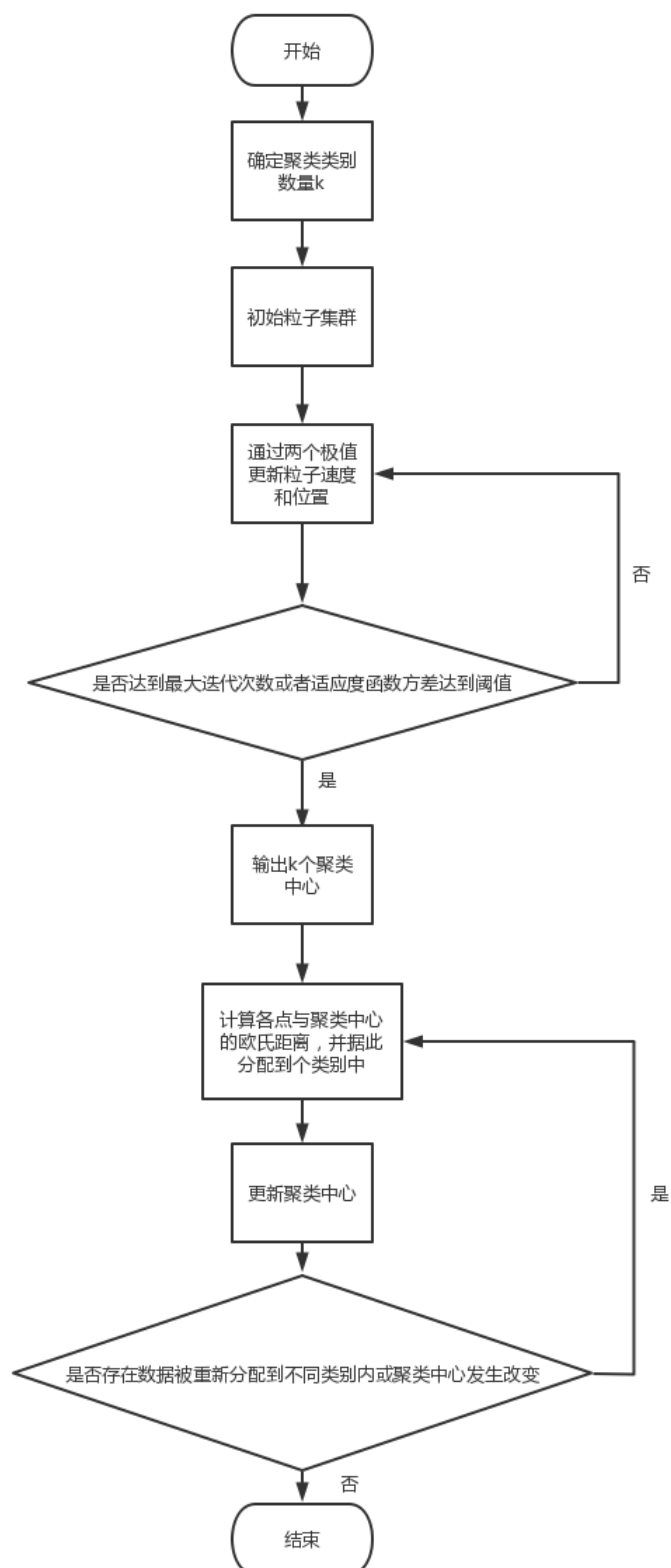 开始
确定聚类类别
数量k
初始粒子集群
通过两个极值
更新粒子速度
和位置
否
是否达到最大迭代次数或者适应度函数方差达到阈值
是
输出k个聚类
中心
计算各点与聚类中心
的欧氏距离，并据此
分配到个类别中
更新聚类中心
是
是否存在数据被重新分配到不同类别内或聚类中心发生改变
否
结束